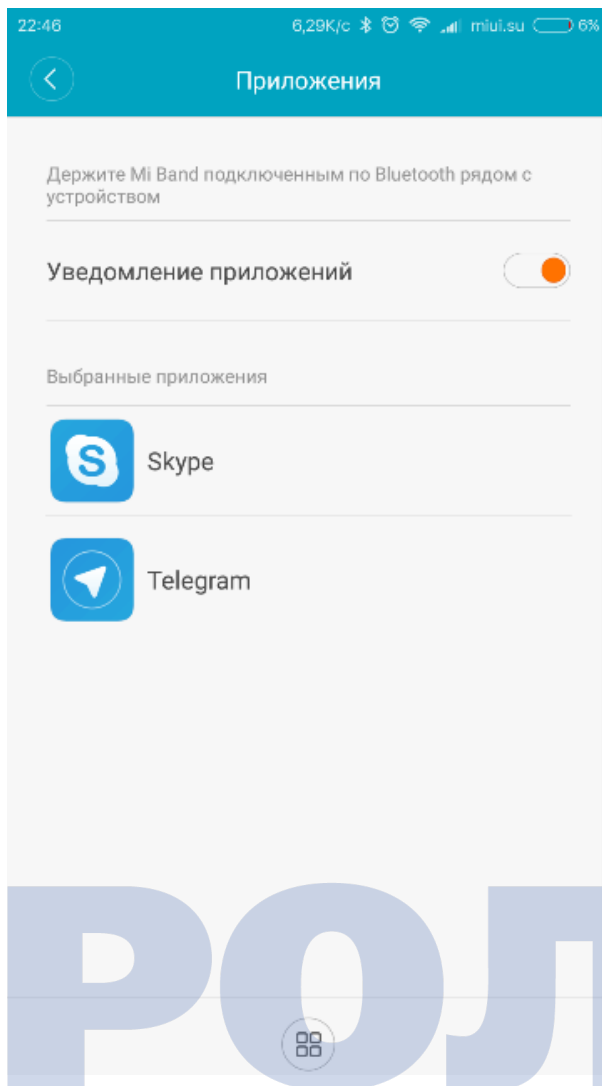 22:46 6,29K/c miui.su 6%
Приложения
Держите Mi Band подключенным по Bluetooth рядом с
устройством
Уведомление приложений
Выбранные приложения
Skype
Telegram
РОЛ